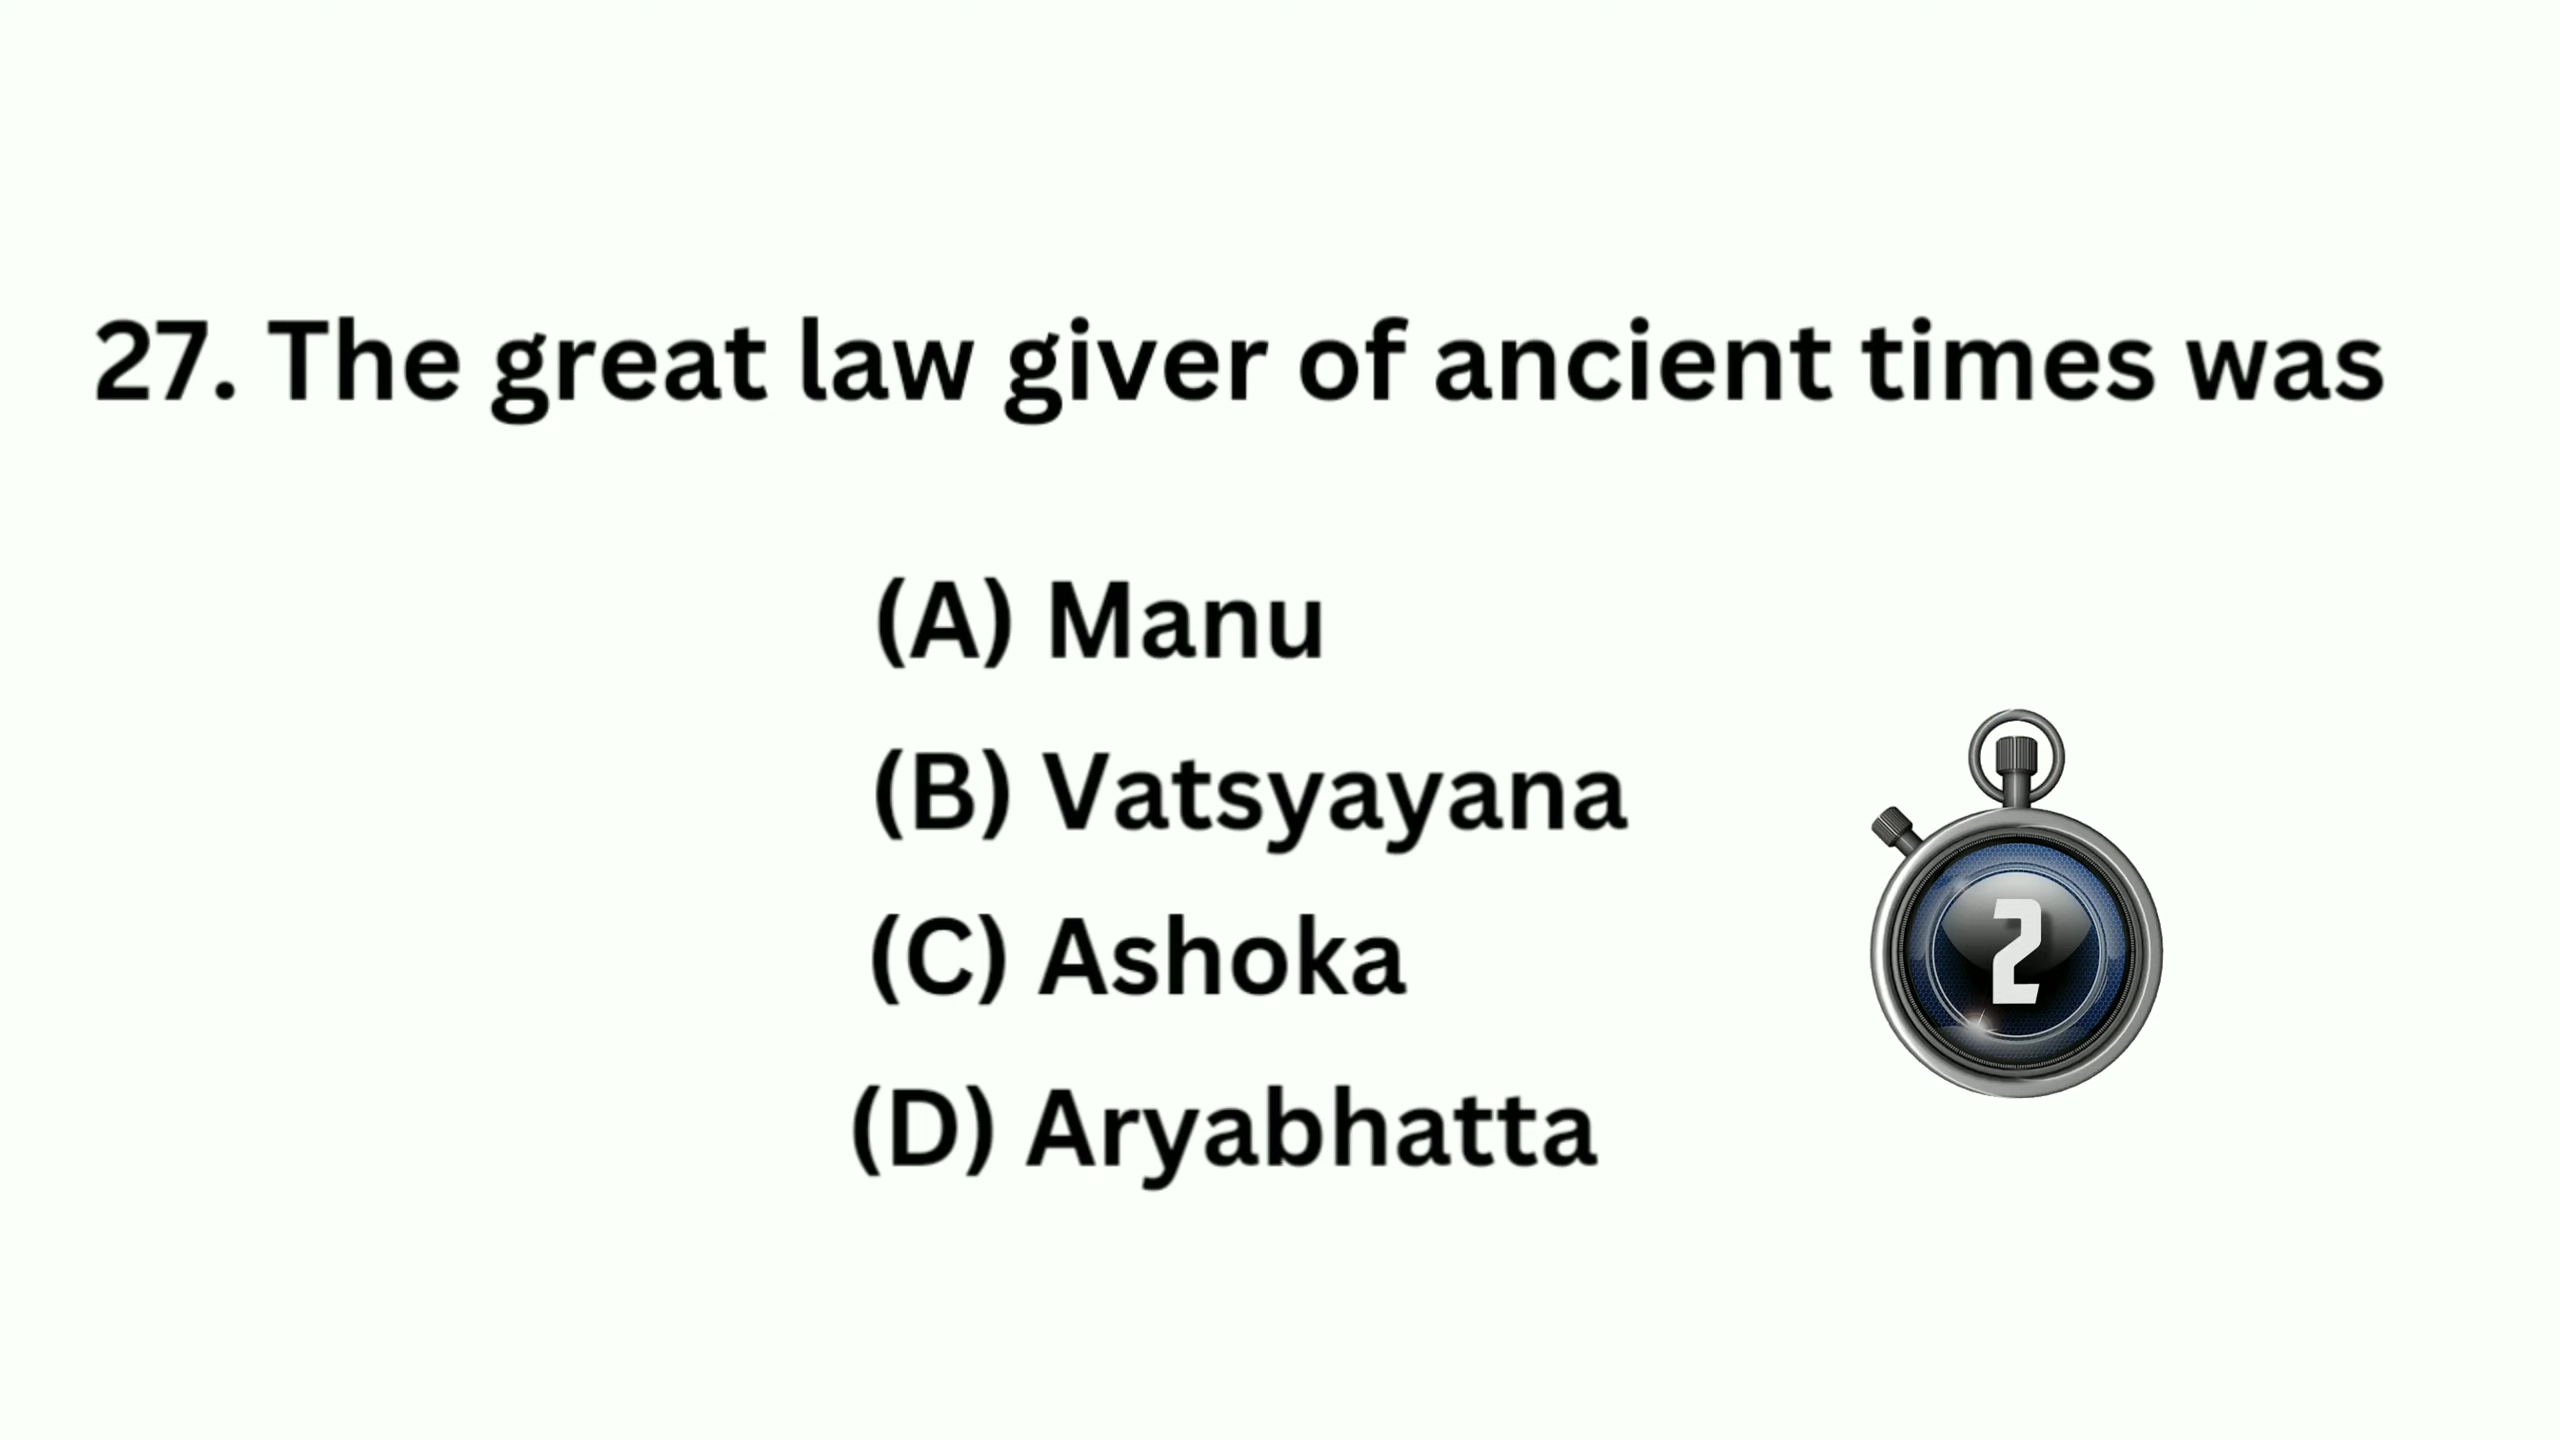 27. The great law giver of ancient times was
(A) Manu
(B) Vatsyayana
(C) Ashoka
2
(D) Aryabhatta